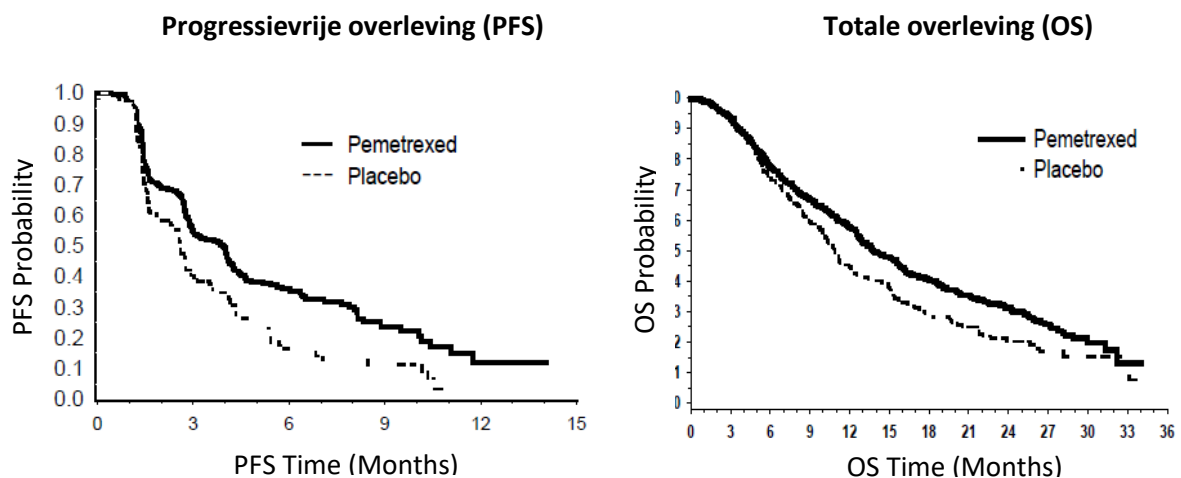 Progressievrije overleving (PFS)
PFS Probability
1.0
0.9
0.8
0.7
0.6
0.5
0.4
0.3
0.2
0.1
0.0
Pemetrexed
Placebo
0 3 6 9 12 15
PFS Time (Months)
Totale overleving (OS)
OS Probability
0
9
8
7
6
5
4
3
2
1
0
Pemetrexed
Placebo
0 3 6 9 12 15 18 21 24 27 30 33 36
OS Time (Months)